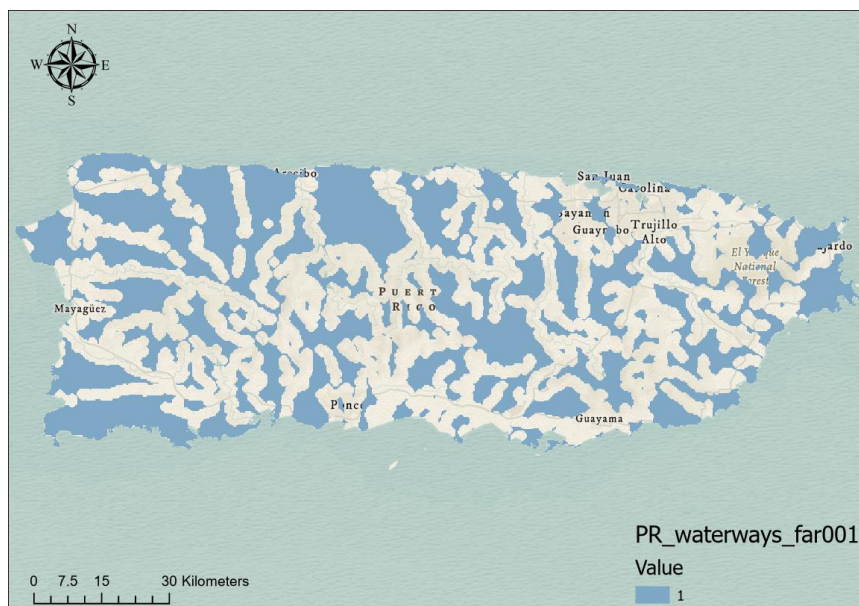 N
W E
S
Arecibo
San Juan
Carolina
Bayamón
Guaynabo
Trujillo
Alto
Fajardo
El Yunque
National
Forest
PUERTO
RICO
Mayagüez
Ponce
Guayama
PR_waterways_far001
Value
1
0 7.5 15 30 Kilometers